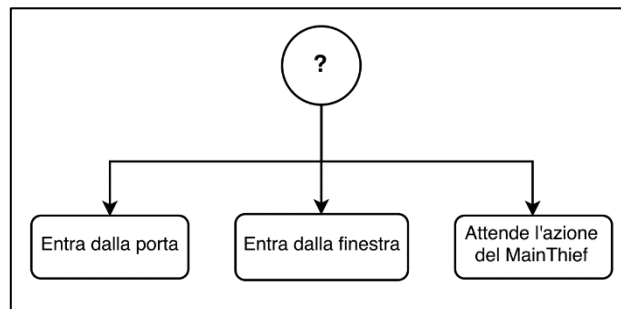 ?
Entra dalla porta
Entra dalla finestra
Attende l'azione
del MainThief